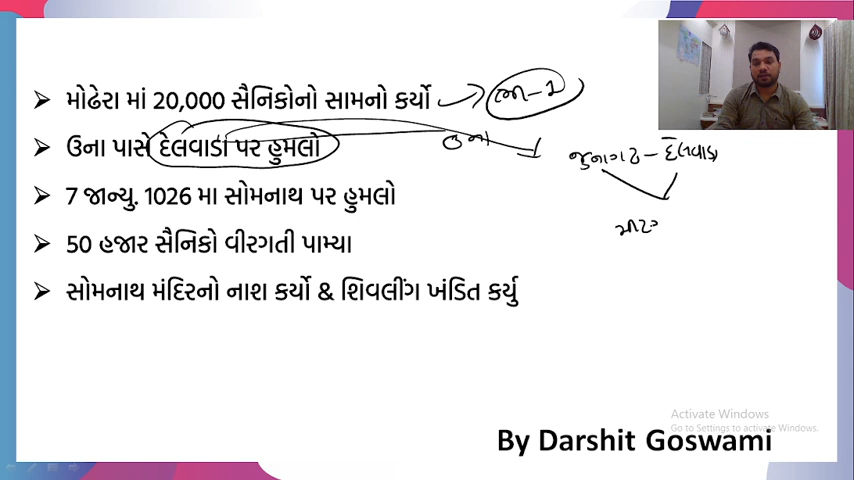 ➤ મોઢેરા માં 20,000 સૈનિકોનો સામનો કર્યો
➤ ઉના પાસે દેલવાડા પર હુમલો
ઉના
જુનાગઢ – દેલવાડા
➤ 7 જાન્યુ. 1026 મા સોમનાથ પર હુમલો
➤ 50 હજાર સૈનિકો વીરગતી પામ્યા
➤ સોમનાથ મંદિરનો નાશ કર્યો & શિવલીંગ ખંડિત કર્યુ
Activate Windows
Go to Settings to activate Windows.
By Darshit Goswami